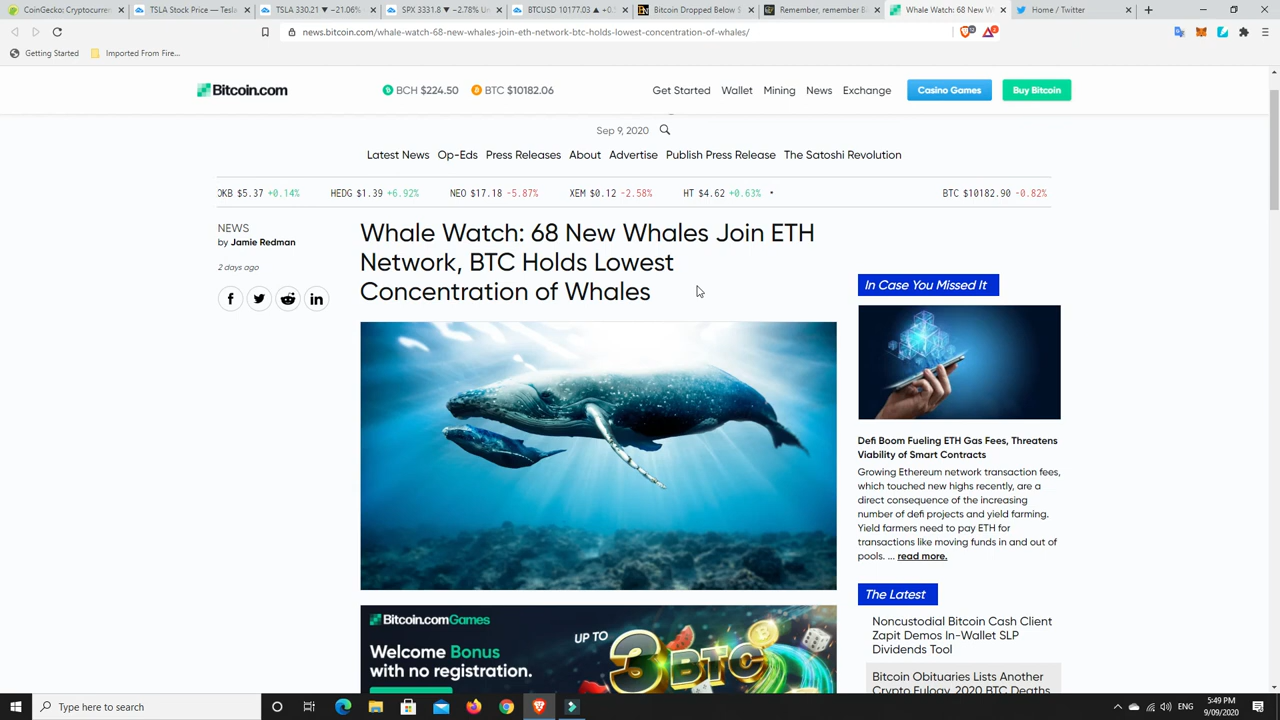 CoinGecko: Cryptocurrenc
TSLA Stock Price — Tesla
TSLA 330.21 ▼ −21.06%
SPX 3331.8 ▼ −2.78% Un
BTCUSD 10177.03 ▲ +0.
Bitcoin Dropped Below $
Remember, remember B
Whale Watch: 68 New W
Home / Twitter
news.bitcoin.com/whale-watch-68-new-whales-join-eth-network-btc-holds-lowest-concentration-of-whales/
Getting Started
Imported From Fire...
Bitcoin.com
BCH $224.50
BTC $10182.06
Get Started Wallet Mining News Exchange
Casino Games
Buy Bitcoin
Sep 9, 2020
Latest News Op-Eds Press Releases About Advertise Publish Press Release The Satoshi Revolution
OKB $5.37 +0.14% HEDG $1.39 +6.92% NEO $17.18 -5.87% XEM $0.12 -2.58% HT $4.62 +0.63% • BTC $10182.90 -0.82%
NEWS
by Jamie Redman
2 days ago
Whale Watch: 68 New Whales Join ETH
Network, BTC Holds Lowest
Concentration of Whales
Bitcoin.com Games
Welcome Bonus
with no registration.
UP TO
3 BTC
In Case You Missed It
Defi Boom Fueling ETH Gas Fees, Threatens
Viability of Smart Contracts
Growing Ethereum network transaction fees,
which touched new highs recently, are a
direct consequence of the increasing
number of defi projects and yield farming.
Yield farmers need to pay ETH for
transactions like moving funds in and out of
pools. ... read more.
The Latest
Noncustodial Bitcoin Cash Client
Zapit Demos In-Wallet SLP
Dividends Tool
Bitcoin Obituaries Lists Another
Crypto Eulogy, 2020 BTC Deaths
Type here to search
ENG
5:49 PM
9/09/2020